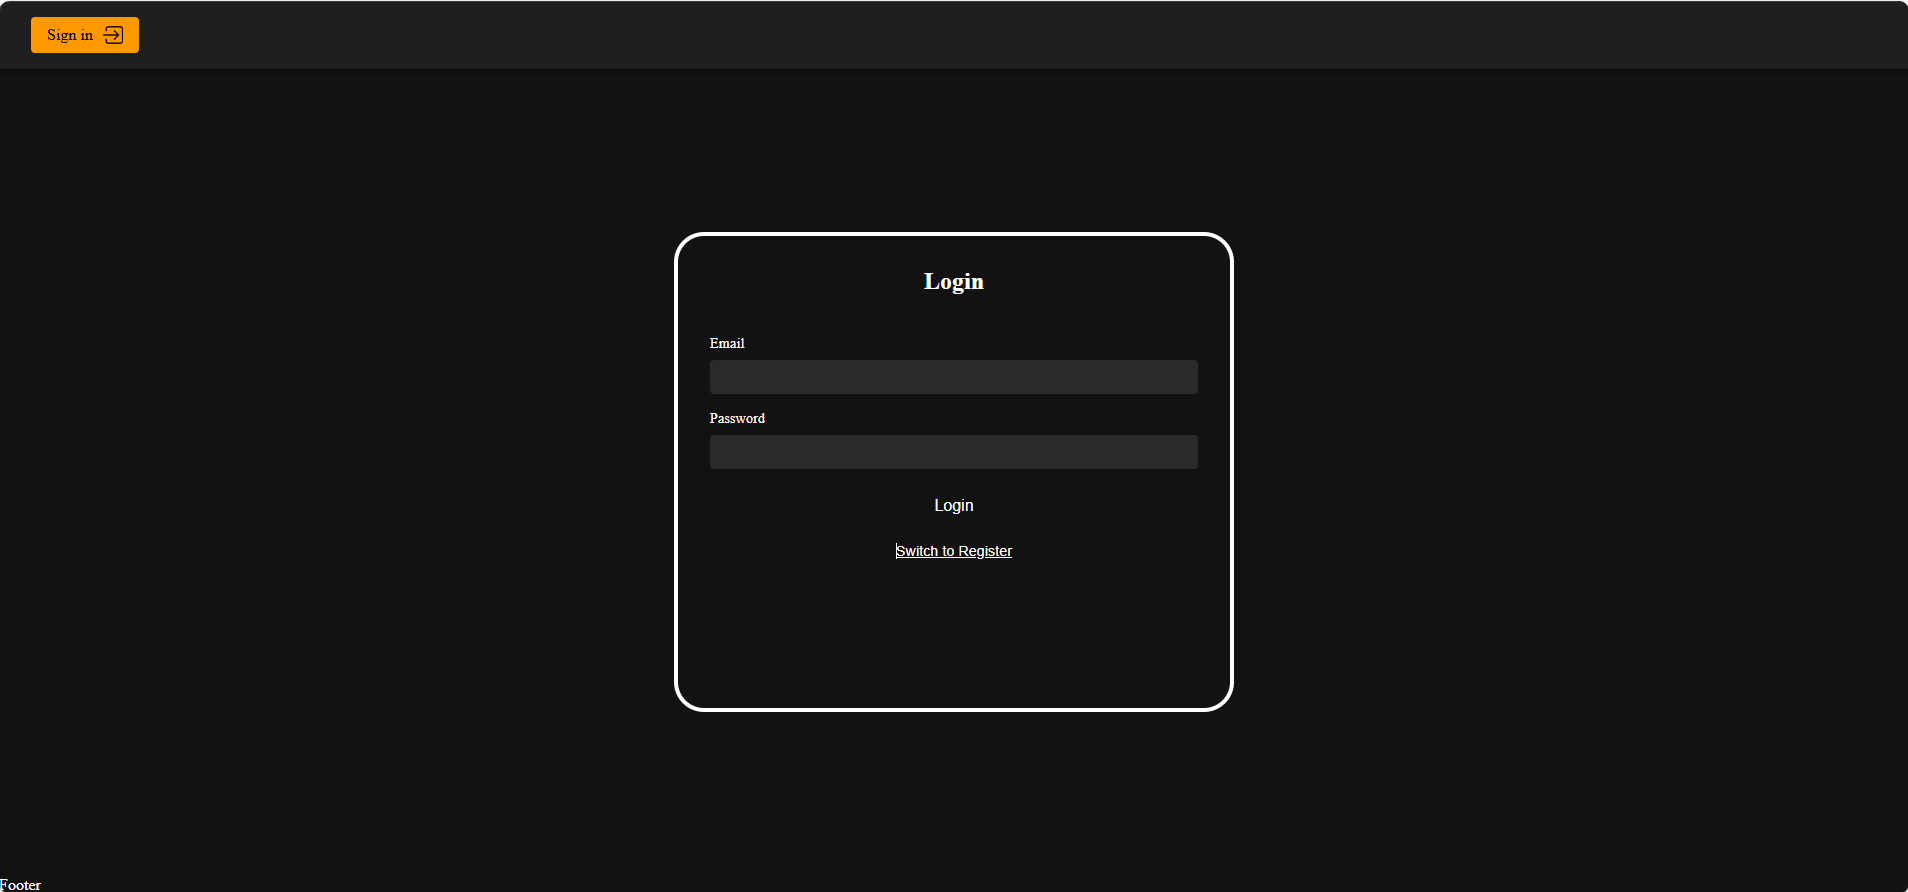 Sign in
Login
Email
Password
Login
Switch to Register
Footer